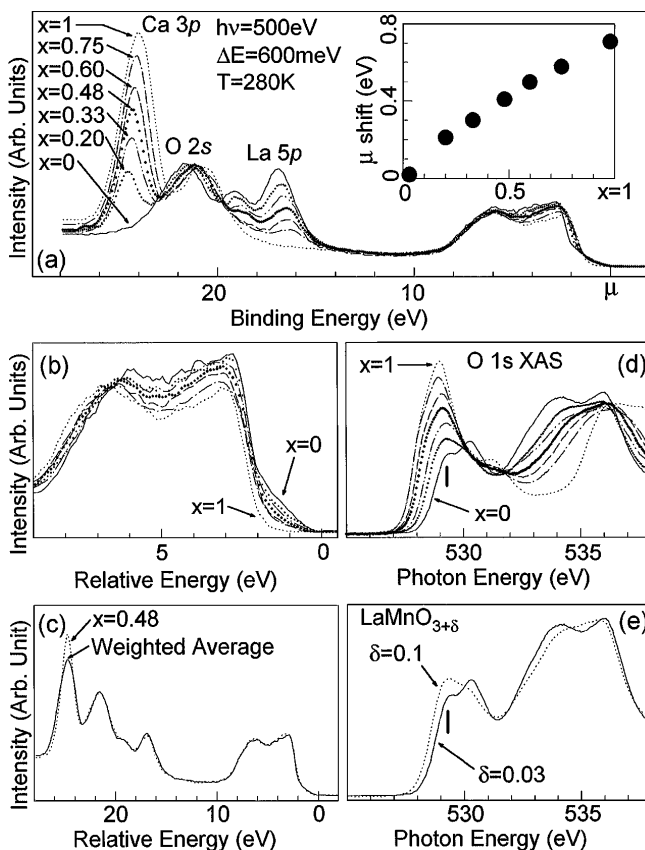 x=1
x=0.75
x=0.60
x=0.48
x=0.33
x=0.20
x=0
Ca 3p
hν=500eV
ΔE=600meV
T=280K
O 2s
La 5p
Intensity (Arb. Units)
(a)
20
10
μ
Binding Energy (eV)
μ shift (eV)
0.8
0.4
0
0
0.5
x=1
(b)
Intensity (Arb. Units)
x=0
x=1
5
0
Relative Energy (eV)
(d)
O 1s XAS
x=1
x=0
530
535
Photon Energy (eV)
(c)
x=0.48
Weighted Average
Intensity (Arb. Unit)
20
10
0
Relative Energy (eV)
(e)
LaMnO3+δ
δ=0.1
δ=0.03
530
535
Photon Energy (eV)